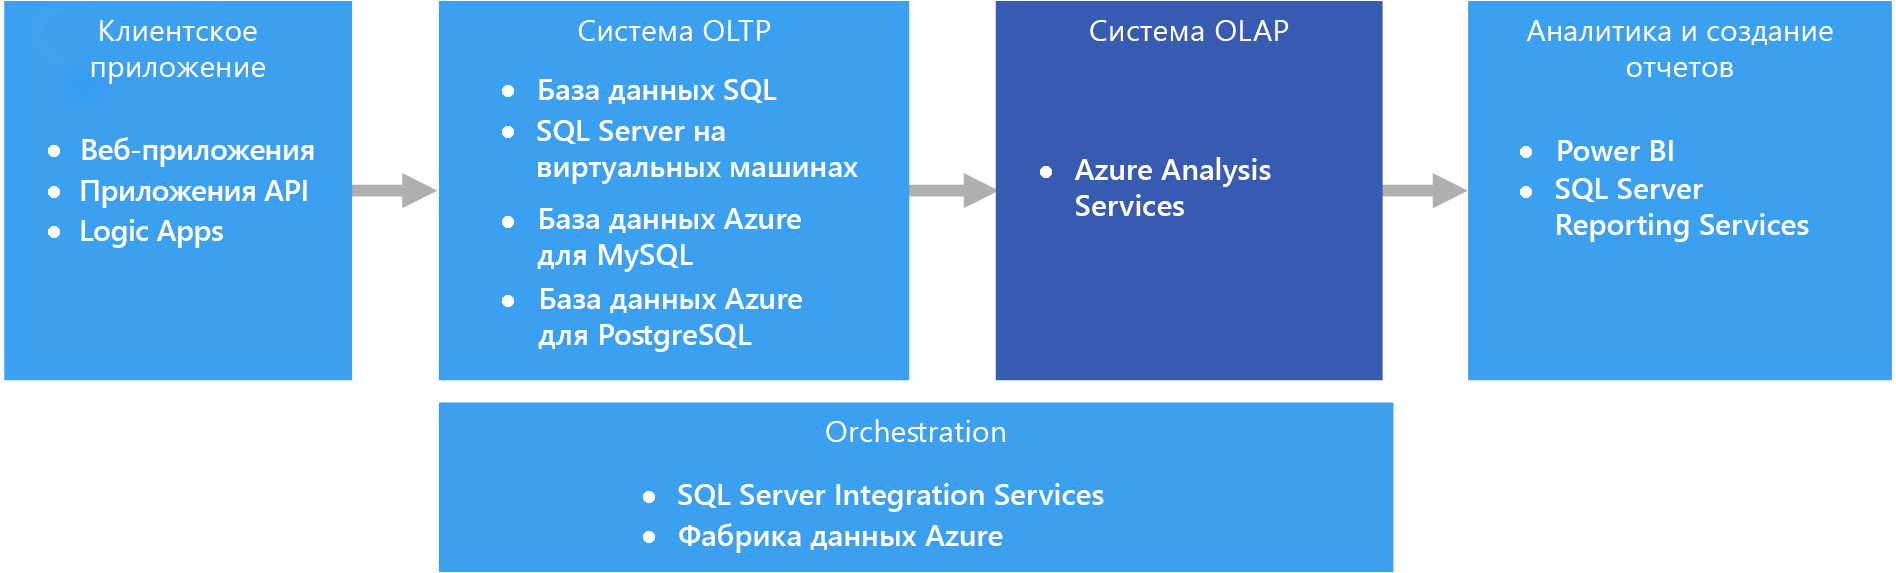 Клиентское
приложение
Веб-приложения
Приложения API
Logic Apps
Система OLTP
База данных SQL
SQL Server на
виртуальных машинах
База данных Azure
для MySQL
База данных Azure
для PostgreSQL
Система OLAP
Azure Analysis
Services
Аналитика и создание
отчетов
Power BI
SQL Server
Reporting Services
Orchestration
SQL Server Integration Services
Фабрика данных Azure